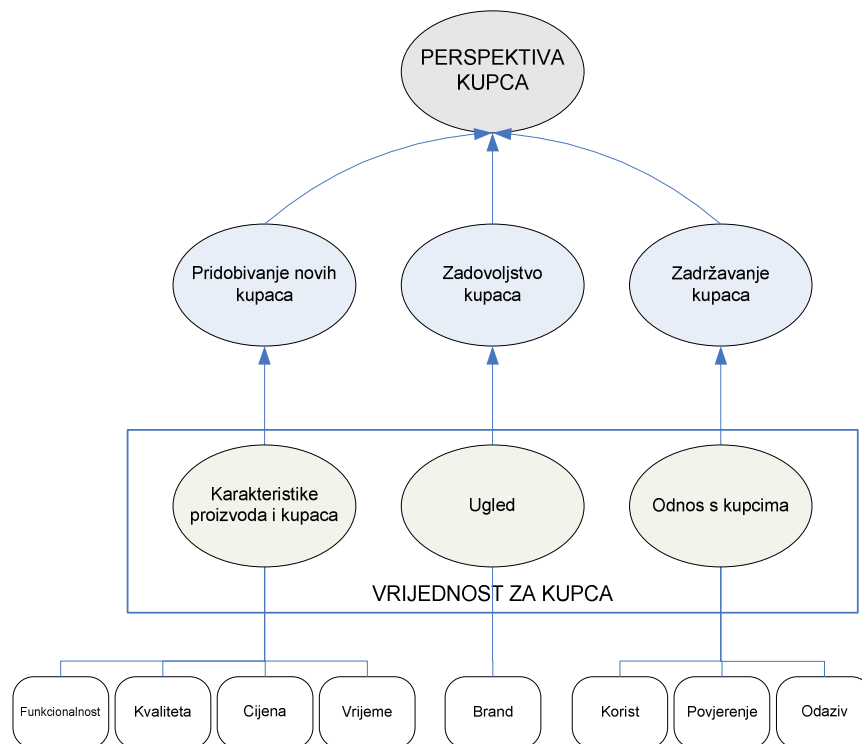 PERSPEKTIVA
KUPCA
Pridobivanje novih
kupaca
Zadovoljstvo
kupaca
Zadržavanje
kupaca
Karakteristike
proizvoda i kupaca
Ugled
Odnos s kupcima
VRIJEDNOST ZA KUPCA
Funkcionalnost
Kvaliteta
Cijena
Vrijeme
Brand
Korist
Povjerenje
Odaziv